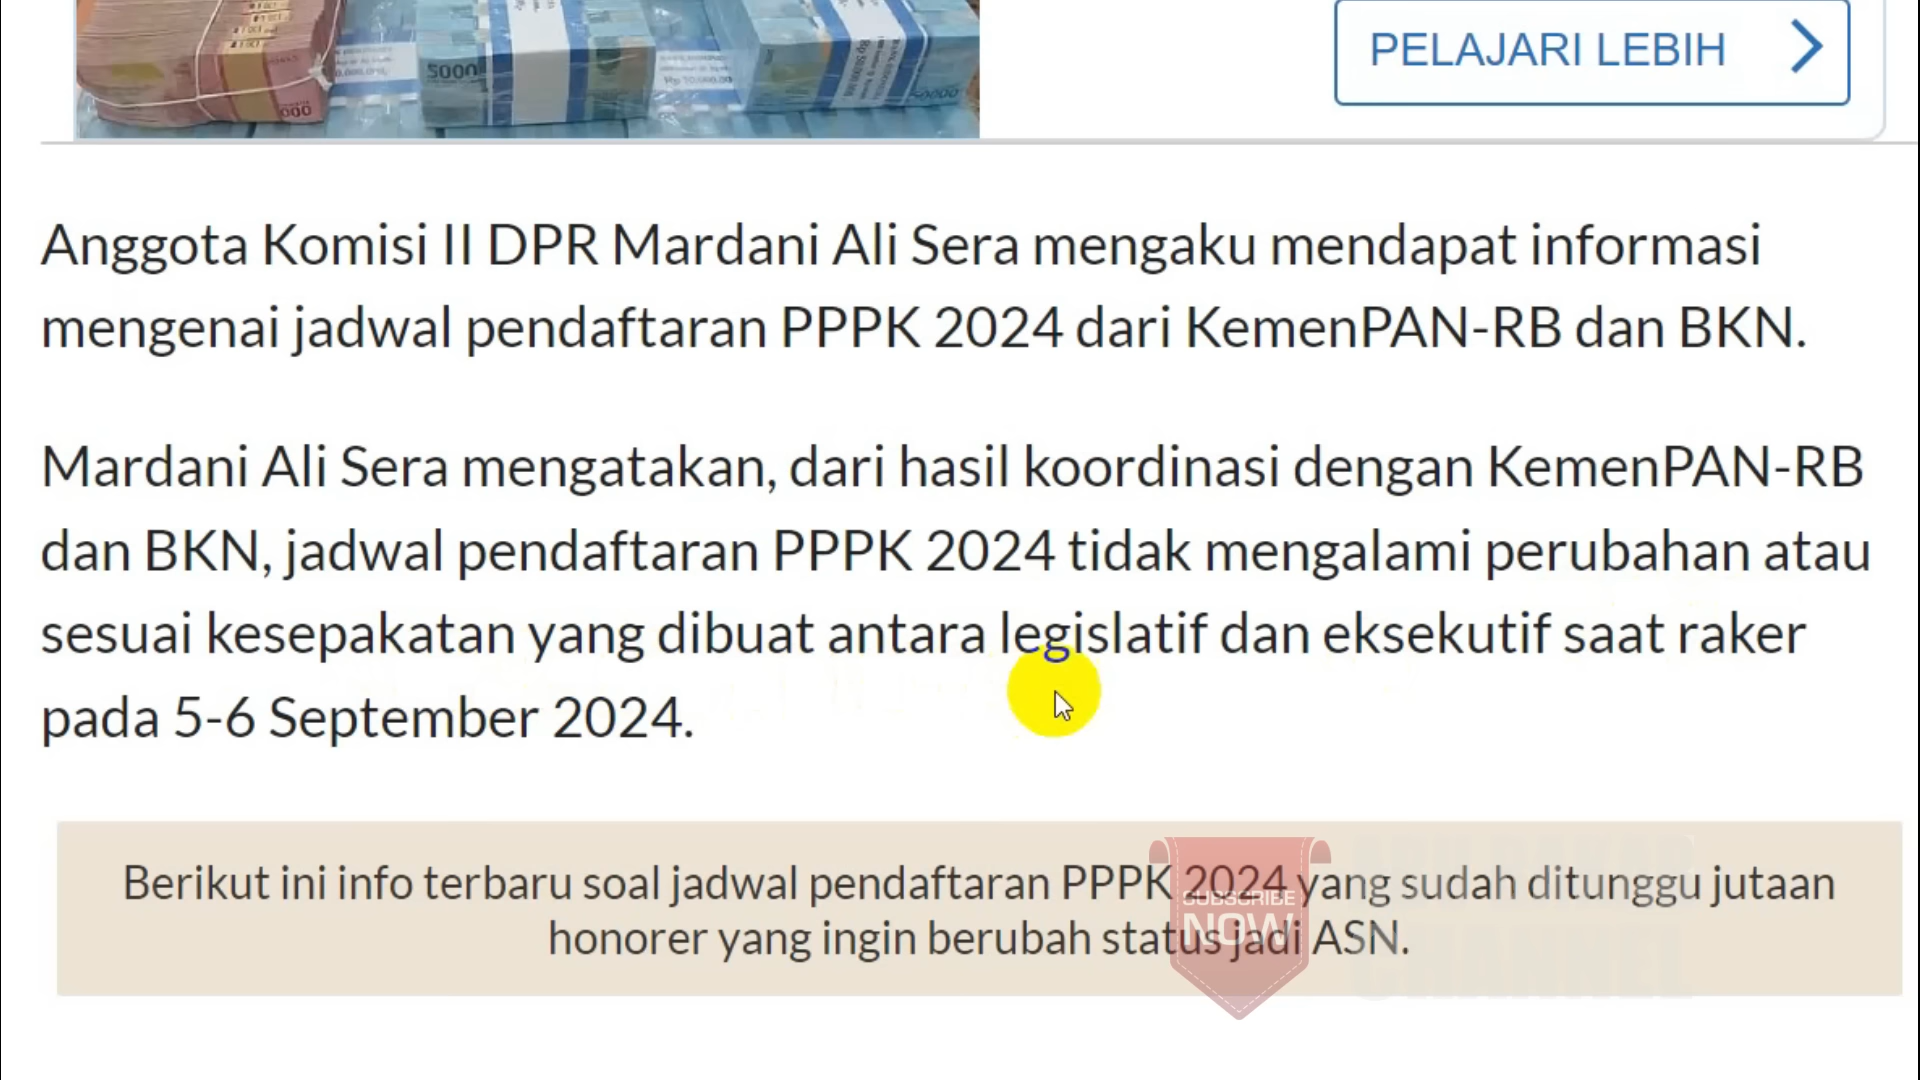 PELAJARI LEBIH
5000
000
Anggota Komisi II DPR Mardani Ali Sera mengaku mendapat informasi
mengenai jadwal pendaftaran PPPK 2024 dari KemenPAN-RB dan BKN.
Mardani Ali Sera mengatakan, dari hasil koordinasi dengan KemenPAN-RB
dan BKN, jadwal pendaftaran PPPK 2024 tidak mengalami perubahan atau
sesuai kesepakatan yang dibuat antara legislatif dan eksekutif saat raker
pada 5-6 September 2024.
Berikut ini info terbaru soal jadwal pendaftaran PPPK 2024 yang sudah ditunggu jutaan
honorer yang ingin berubah status jadi ASN.
SUBSCRIBE
NOW
CHANNEL